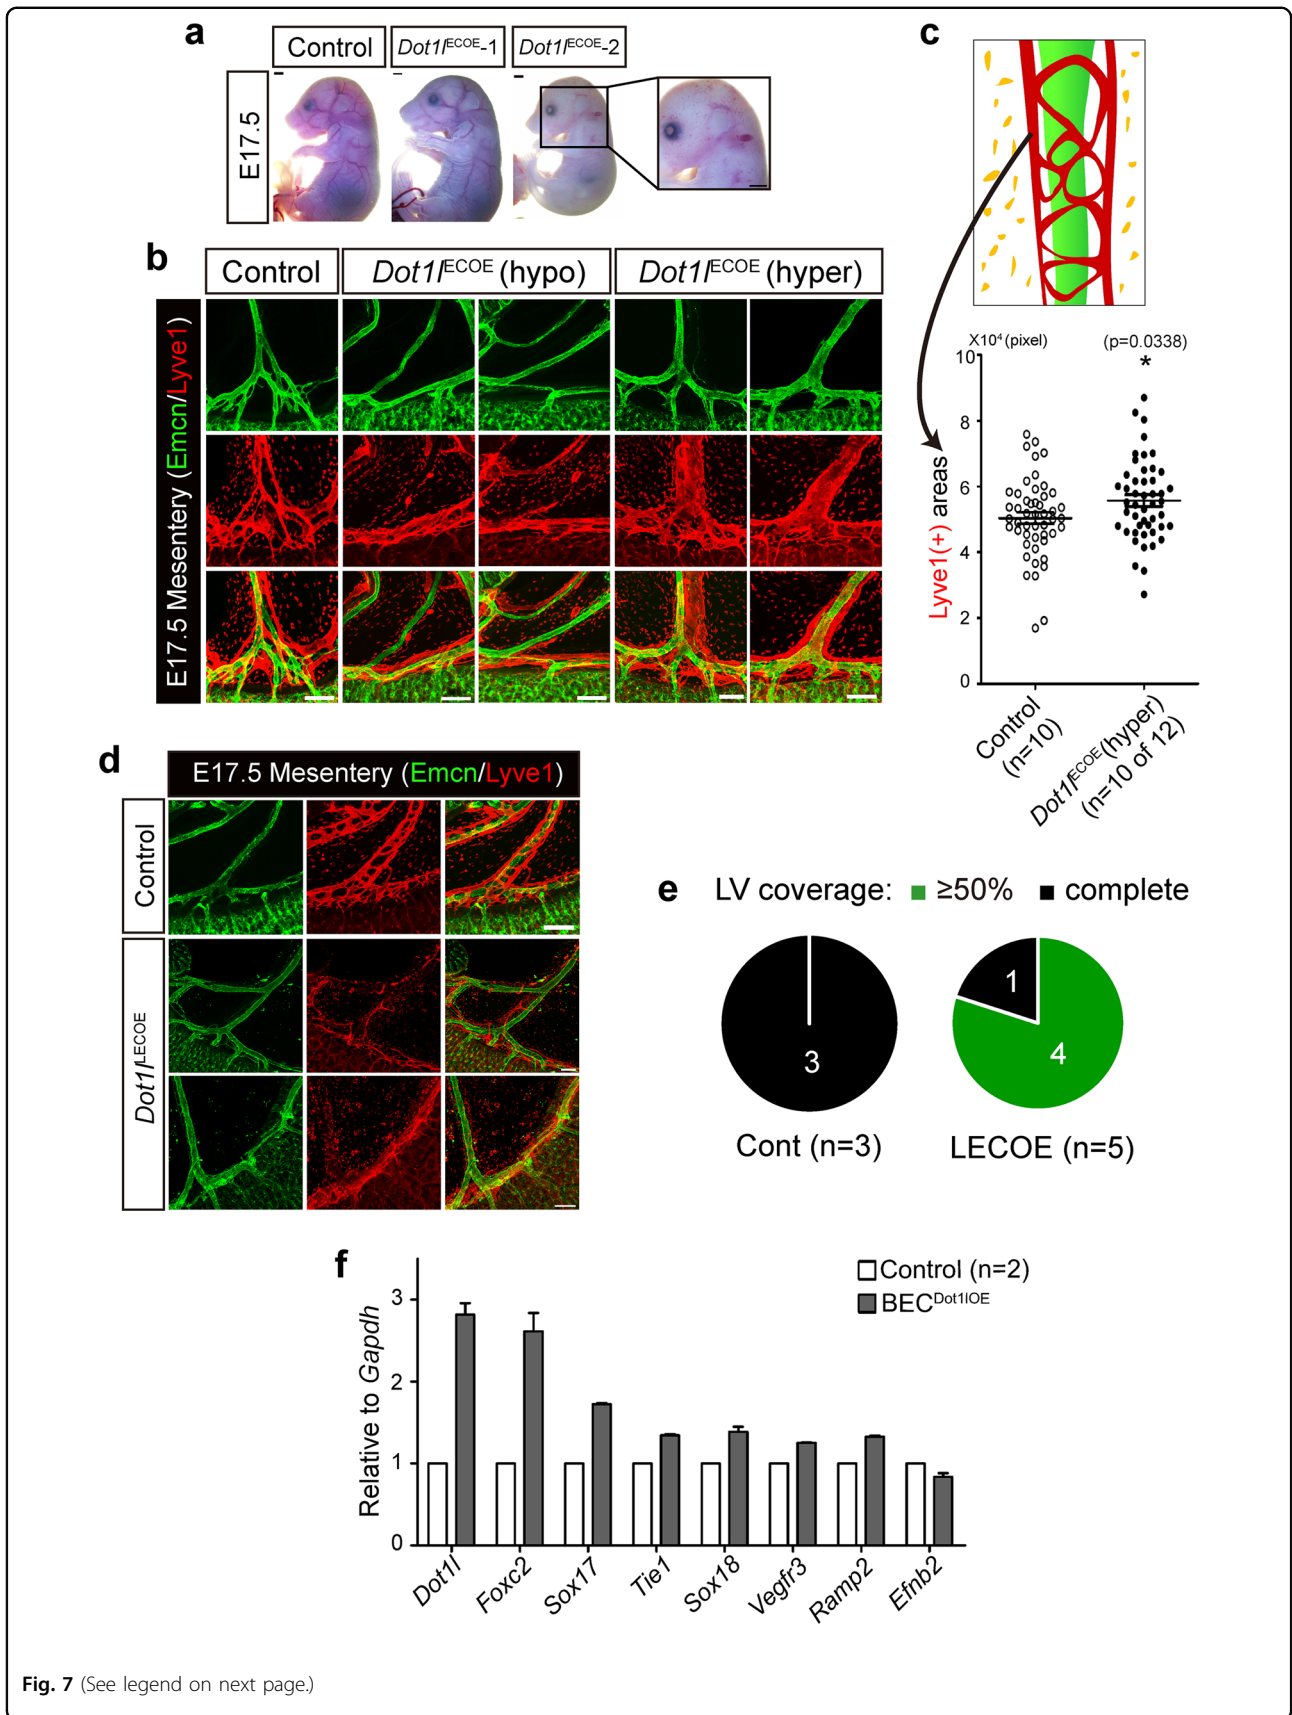 a
Control
Dot1l^ECOE-1
Dot1l^ECOE-2
E17.5
b
Control
Dot1l^ECOE (hypo)
Dot1l^ECOE (hyper)
E17.5 Mesentery (Emcn/Lyve1)
c
X10⁴ (pixel)
(p=0.0338)
*
10
8
6
4
2
0
Lyve1(+) areas
Control
(n=10)
Dot1l^ECOE (hyper)
(n=10 of 12)
d
E17.5 Mesentery (Emcn/Lyve1)
Control
Dot1l^LECOE
e
LV coverage: ≥50% complete
3
1
4
Cont (n=3)
LECOE (n=5)
f
Control (n=2)
BEC^Dot1lOE
Relative to Gapdh
3
2
1
0
Dot1l
Foxc2
Sox17
Tie1
Sox18
Vegfr3
Ramp2
Efnb2
Fig. 7 (See legend on next page.)